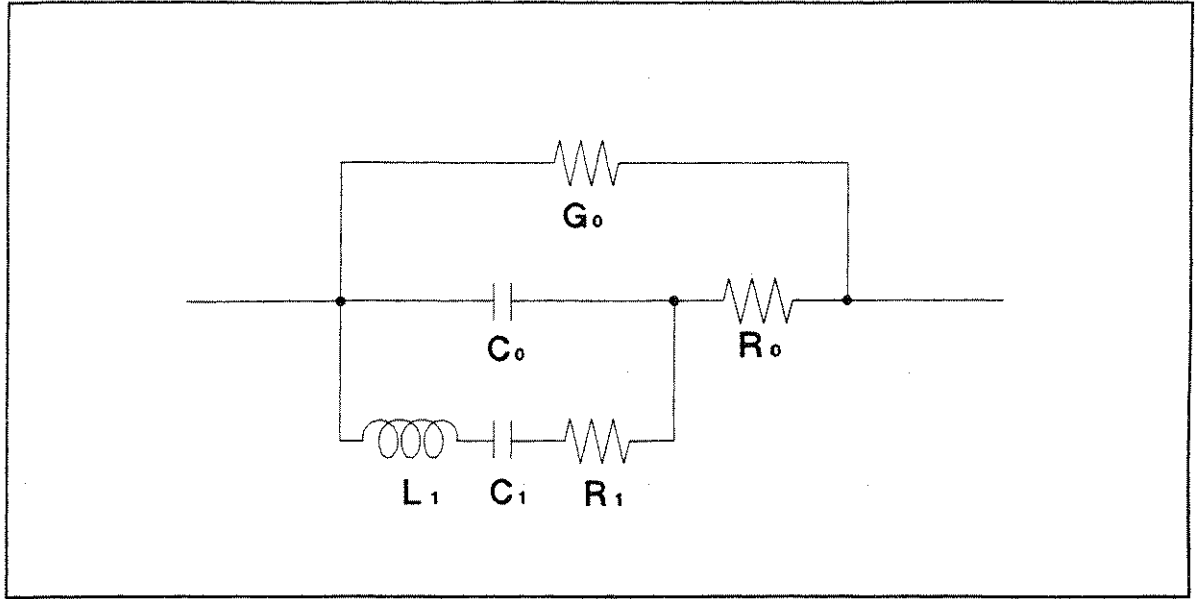 G₀
C₀
R₀
L₁ C₁ R₁